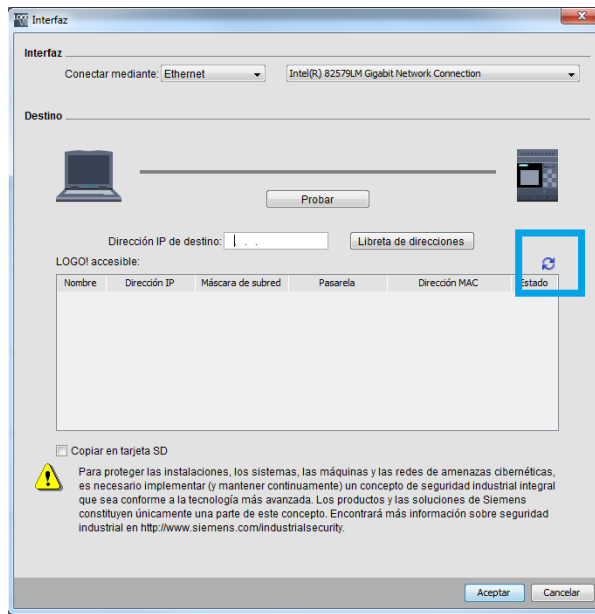 Interfaz
Interfaz
Conectar mediante: Ethernet Intel(R) 82579LM Gigabit Network Connection
Destino
Probar
Dirección IP de destino: . . . Libreta de direcciones
LOGO! accesible:
Nombre Dirección IP Máscara de subred Pasarela Dirección MAC Estado
Copiar en tarjeta SD
Para proteger las instalaciones, los sistemas, las máquinas y las redes de amenazas cibernéticas,
es necesario implementar (y mantener continuamente) un concepto de seguridad industrial integral
que sea conforme a la tecnología más avanzada. Los productos y las soluciones de Siemens
constituyen únicamente una parte de este concepto. Encontrará más información sobre seguridad
industrial en http://www.siemens.com/industrialsecurity.
Aceptar Cancelar